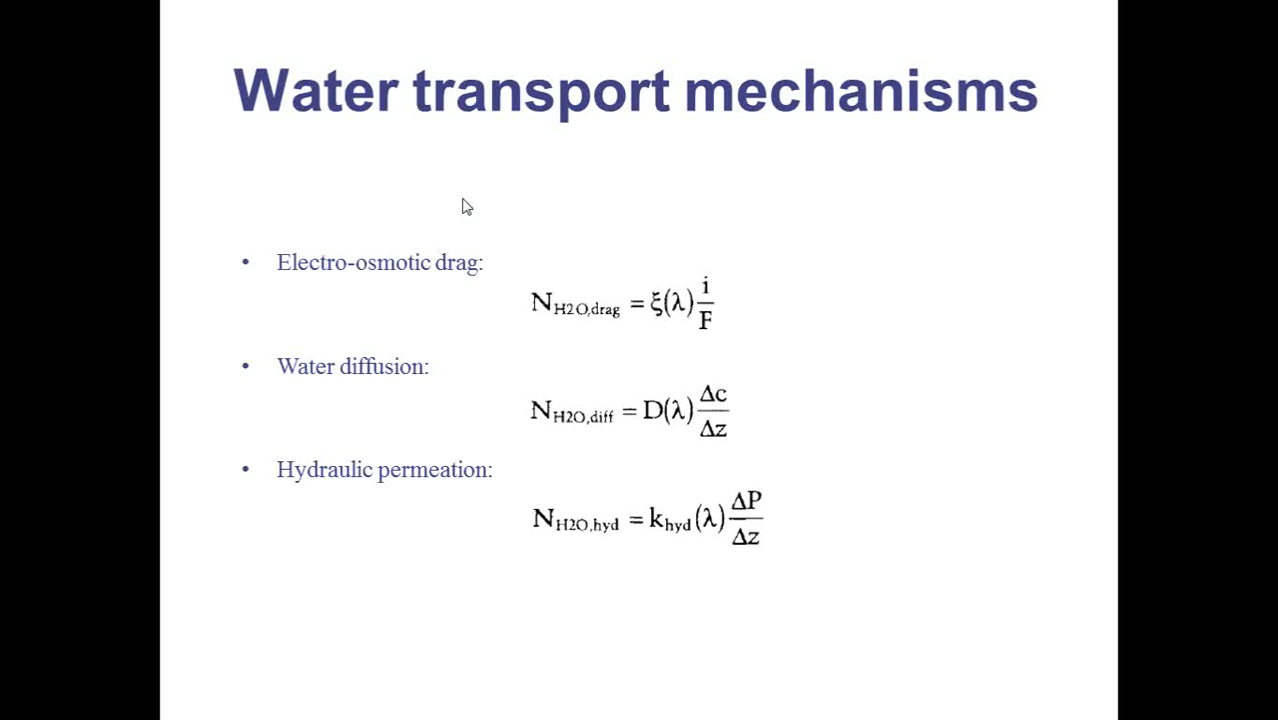 Water transport mechanisms
• Electro-osmotic drag:
N_H2O,drag = ξ(λ) i/F
• Water diffusion:
N_H2O,diff = D(λ) Δc/Δz
• Hydraulic permeation:
N_H2O,hyd = k_hyd(λ) ΔP/Δz